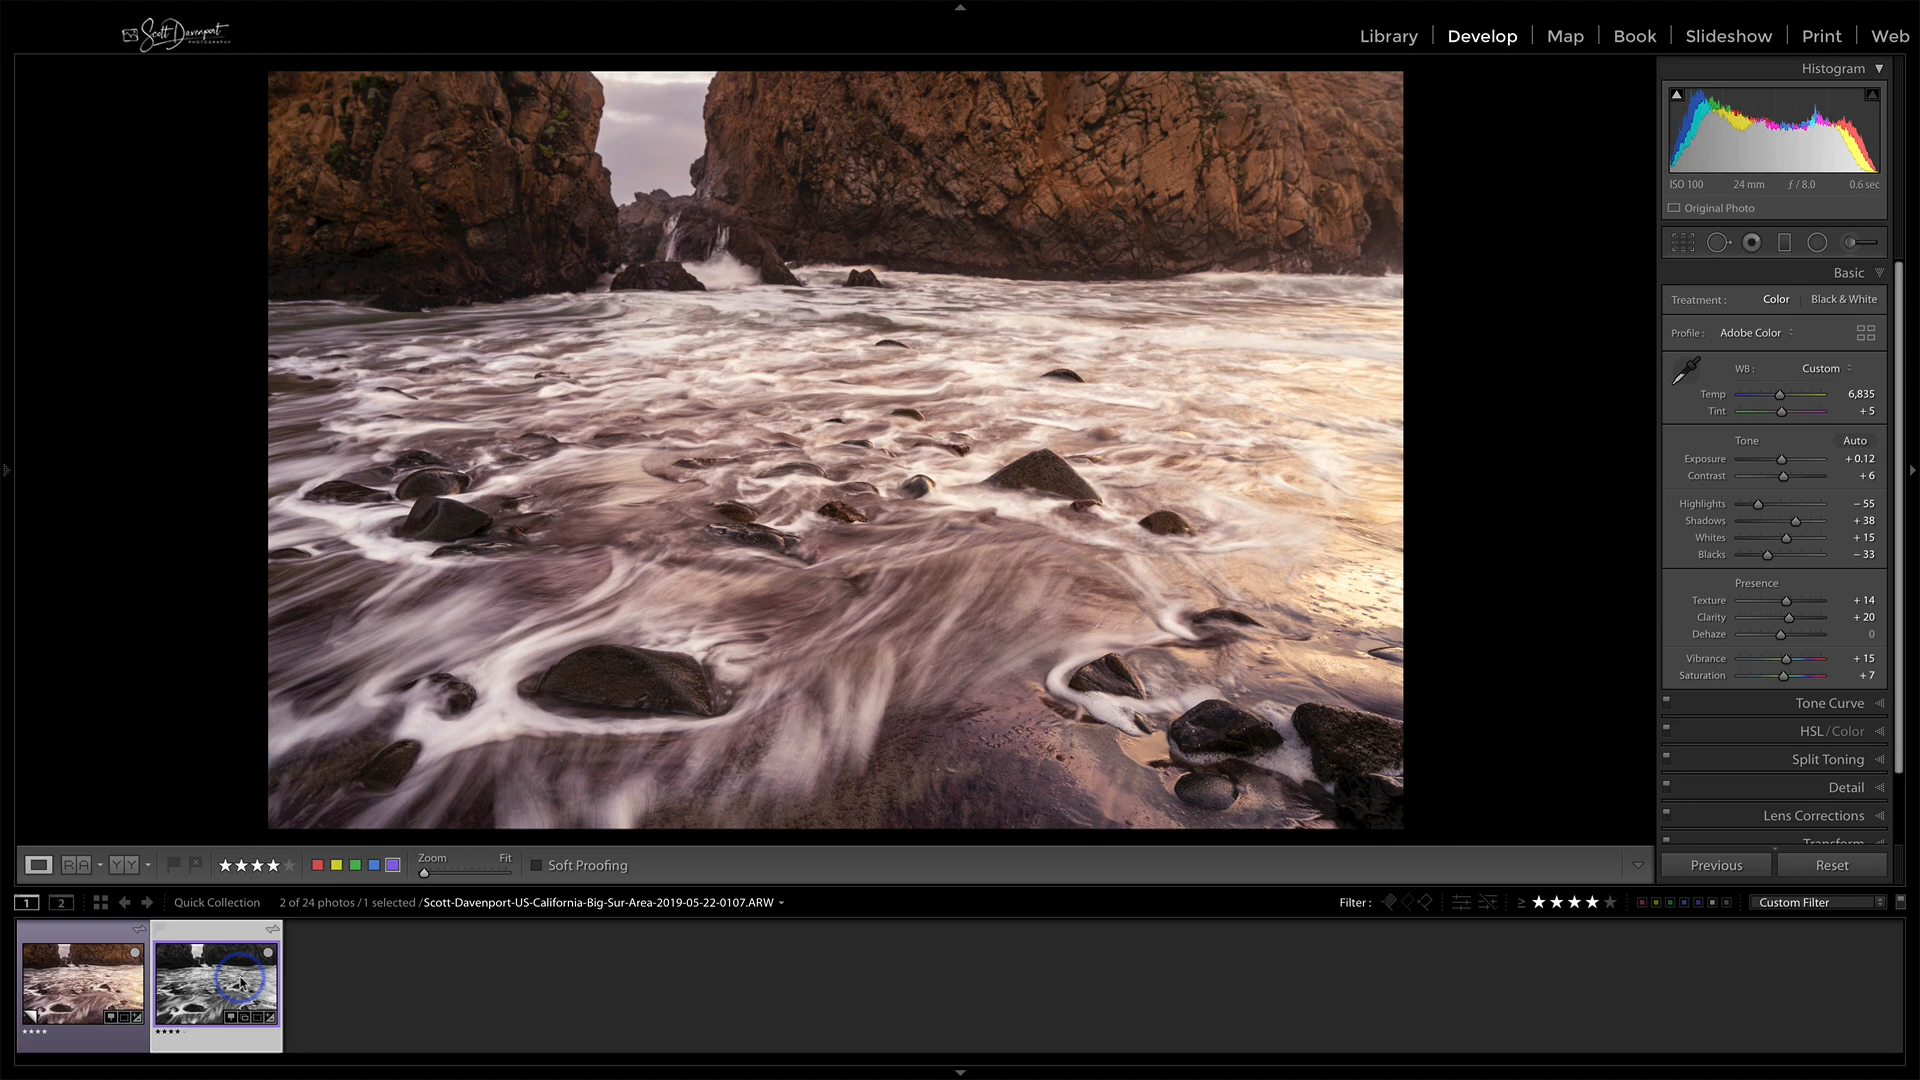 Scott Davenport
PHOTOGRAPHY
Library | Develop | Map | Book | Slideshow | Print | Web
Histogram
ISO 100 24 mm ƒ / 8.0 0.6 sec
Original Photo
Basic
Treatment : Color Black & White
Profile : Adobe Color
WB : Custom
Temp 6,835
Tint + 5
Tone Auto
Exposure + 0.12
Contrast + 6
Highlights − 55
Shadows + 38
Whites + 15
Blacks − 33
Presence
Texture + 14
Clarity + 20
Dehaze 0
Vibrance + 15
Saturation + 7
Tone Curve
HSL / Color
Split Toning
Detail
Lens Corrections
Transform
Previous Reset
R A Y Y Zoom Fit Soft Proofing
1 2 Quick Collection 2 of 24 photos / 1 selected / Scott-Davenport-US-California-Big-Sur-Area-2019-05-22-0107.ARW Filter : ≥ Custom Filter